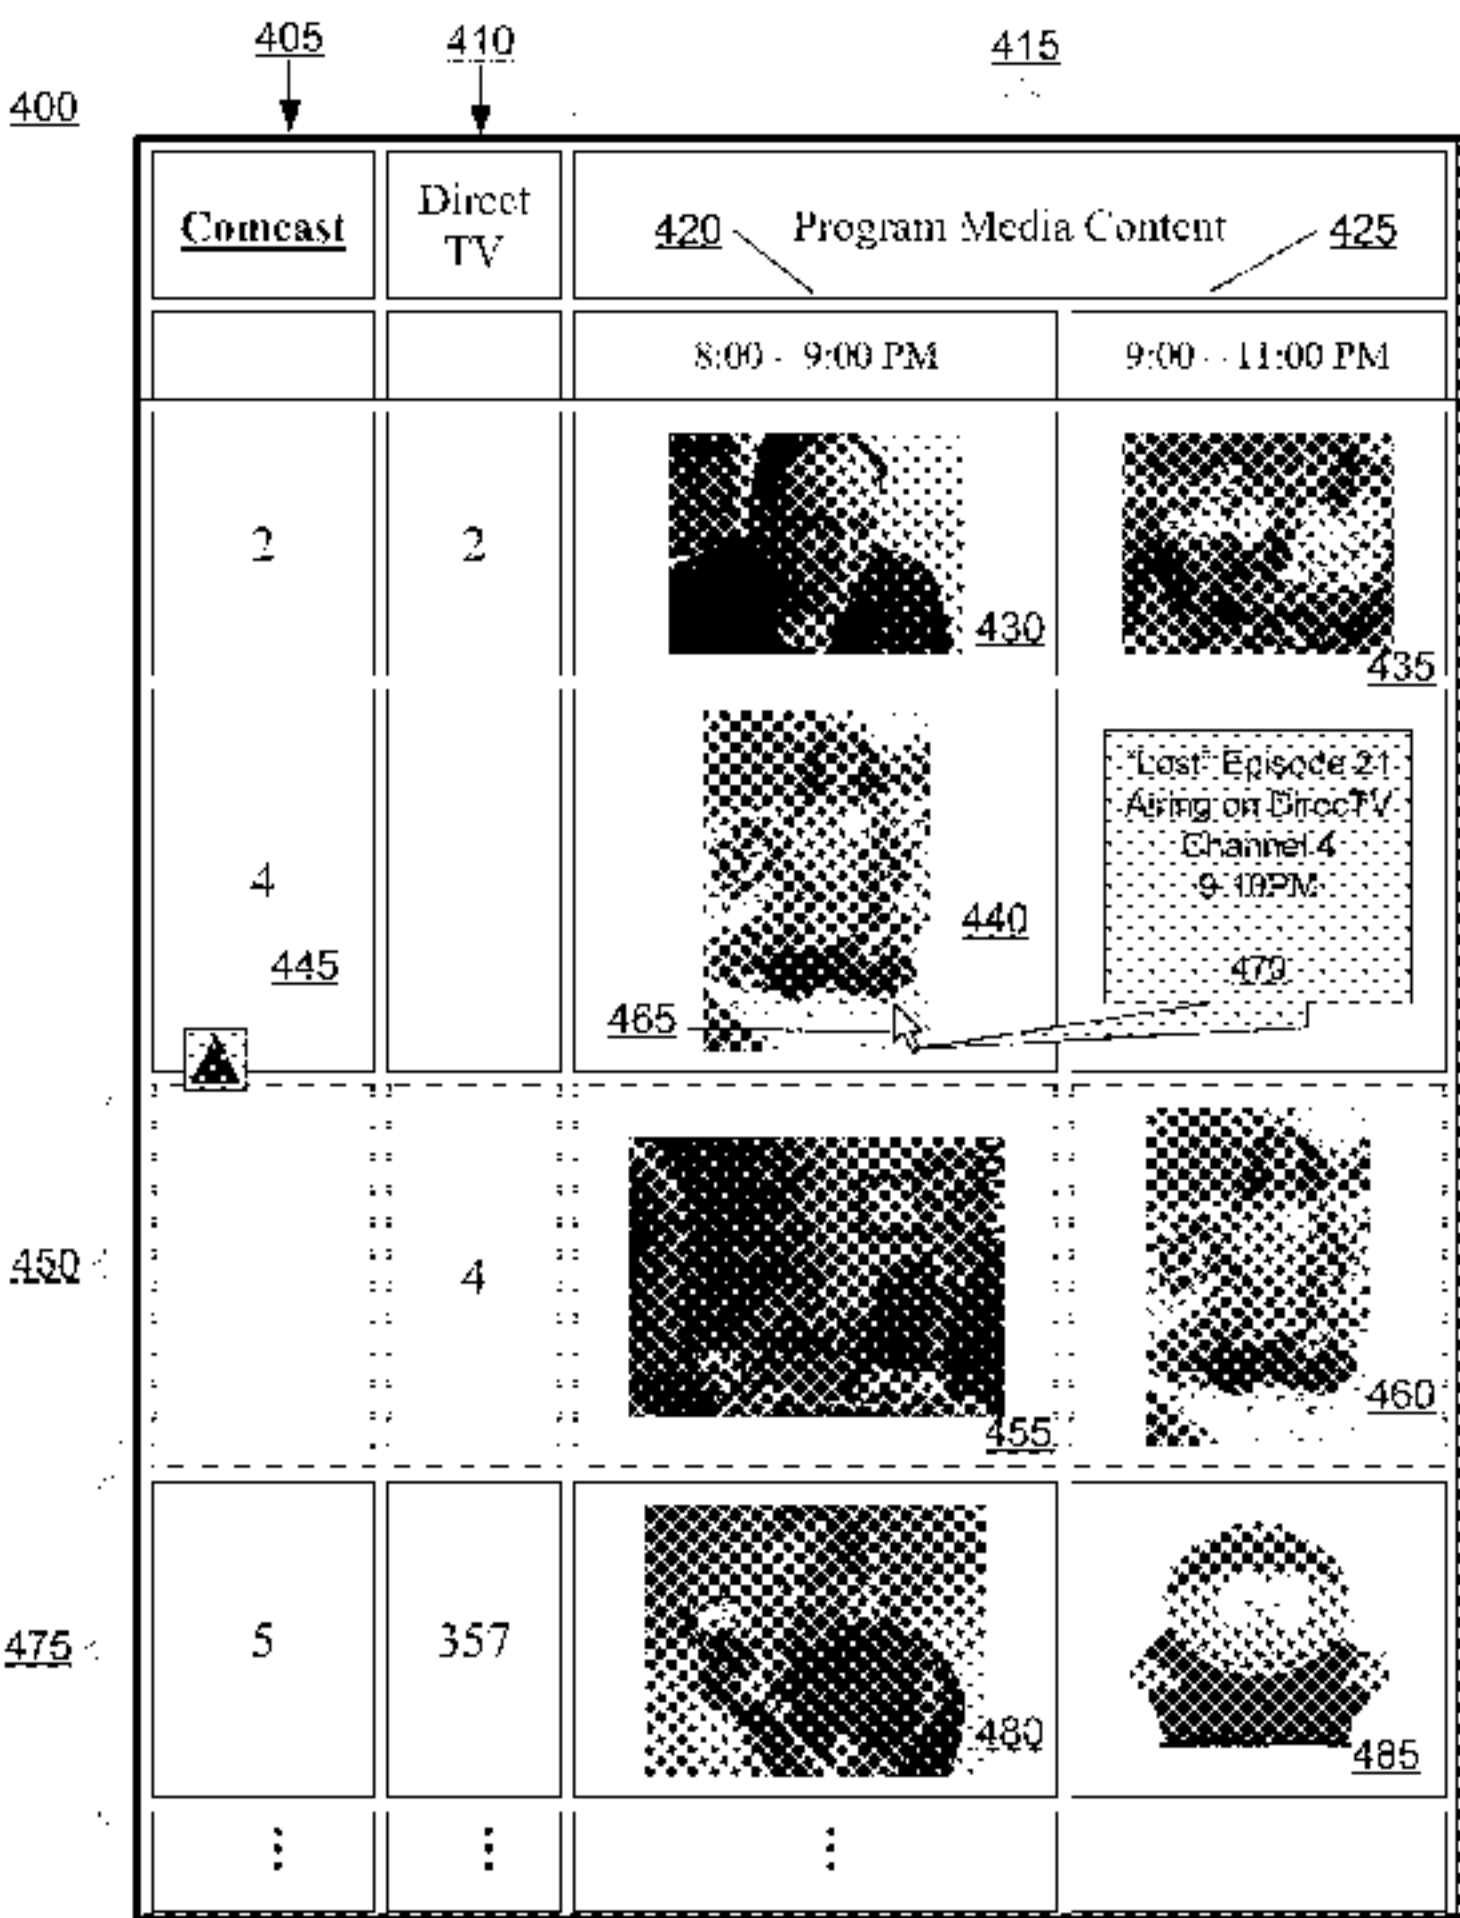 405 410 415
400
Comcast
Direct
TV
420 Program Media Content 425
8:00 - 9:00 PM 9:00 - 11:00 PM
2 2
430
435
"Lost" Episode 21
Airing on DirecTV
Channel 4
9-10PM
4
440
445
470
465
450
4
460
455
475
5 357
480
485